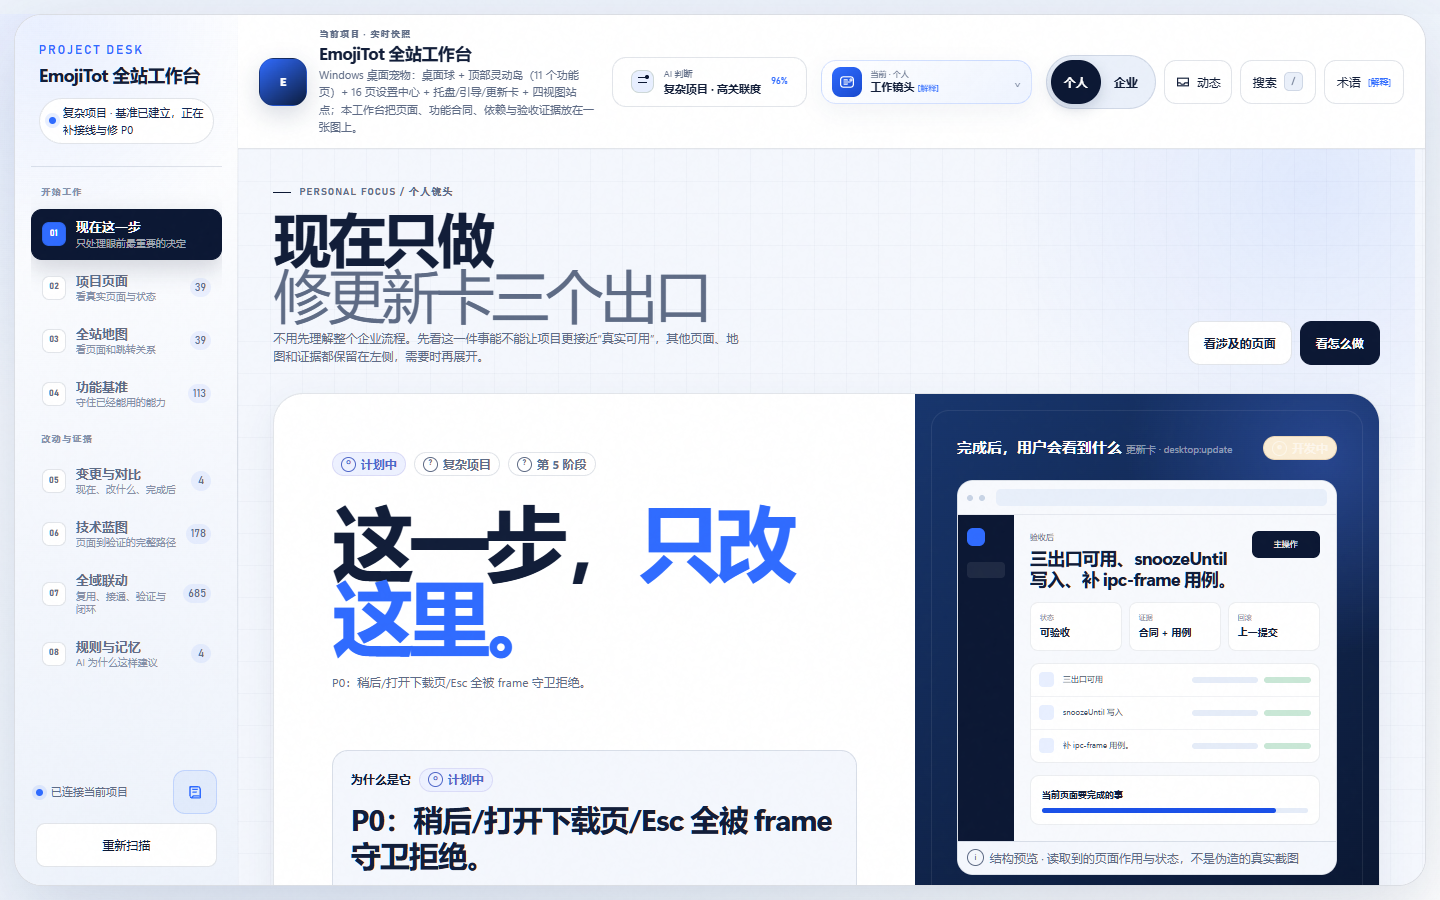 PROJECT DESK
EmojiTot 全站工作台
复杂项目 · 基准已建立，正在
补接线与修 P0
开始工作
01
现在这一步
只处理眼前最重要的决定
02
项目页面
看真实页面与状态
39
03
全站地图
看页面和跳转关系
39
04
功能基准
守住已经能用的能力
113
改动与证据
05
变更与对比
现在、改什么、完成后
4
06
技术蓝图
页面到验证的完整路径
178
07
全域联动
复用、接通、验证与
闭环
685
08
规则与记忆
AI 为什么这样建议
4
已连接当前项目
重新扫描
E
当前项目 · 实时快照
EmojiTot 全站工作台
Windows 桌面宠物：桌面球 + 顶部灵动岛（11 个功能
页）+ 16 页设置中心 + 托盘/引导/更新卡 + 四视图站
点；本工作台把页面、功能合同、依赖与验收证据放在一
张图上。
AI 判断
复杂项目 · 高关联度
96%
当前 · 个人
工作镜头 [解释]
个人
企业
动态
搜索 /
术语 [解释]
PERSONAL FOCUS / 个人镜头
现在只做
修更新卡三个出口
不用先理解整个企业流程。先看这一件事能不能让项目更接近“真实可用”，其他页面、地
图和证据都保留在左侧，需要时再展开。
看涉及的页面
看怎么做
计划中
? 复杂项目
? 第 5 阶段
这一步，只改
这里。
P0：稍后/打开下载页/Esc 全被 frame 守卫拒绝。
为什么是它
计划中
P0：稍后/打开下载页/Esc 全被 frame
守卫拒绝。
完成后，用户会看到什么 更新卡 · desktop:update
验收后
三出口可用、snoozeUntil
写入、补 ipc-frame 用例。
主操作
状态
可验收
证据
合同 + 用例
回滚
上一提交
三出口可用
snoozeUntil 写入
补 ipc-frame 用例。
当前页面要完成的事
结构预览 · 读取到的页面作用与状态，不是伪造的真实截图